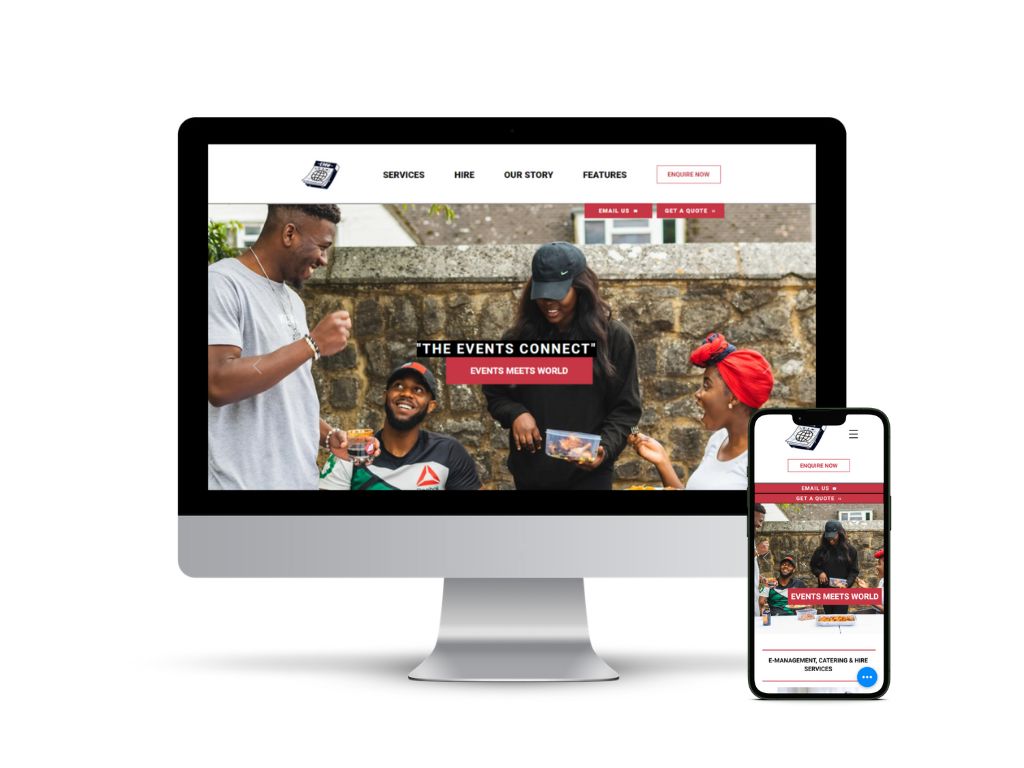 SERVICES
HIRE
OUR STORY
FEATURES
ENQUIRE NOW
EMAIL US
GET A QUOTE
"THE EVENTS CONNECT"
EVENTS MEETS WORLD
ENQUIRE NOW
EMAIL US
GET A QUOTE
EVENTS MEETS WORLD
E-MANAGEMENT, CATERING & HIRE
SERVICES